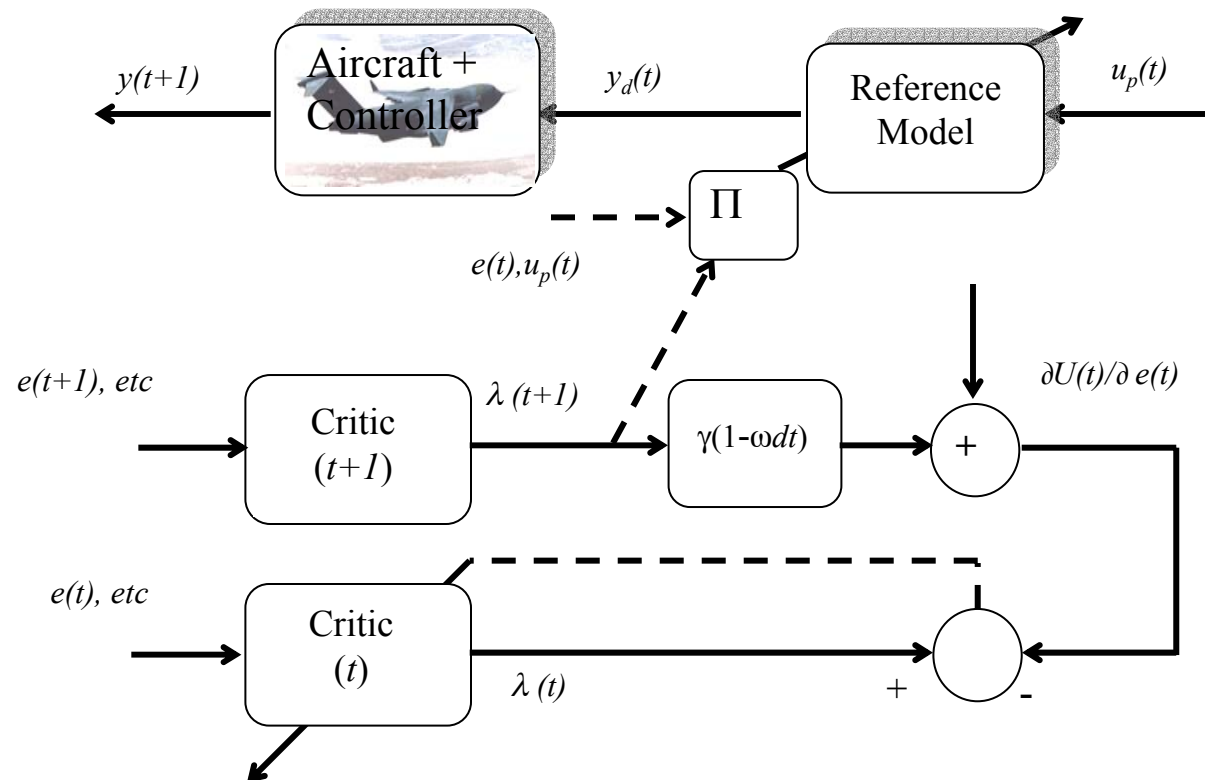 Aircraft +
Controller
y(t+1)
y_d(t)
Reference
Model
u_p(t)
Π
e(t),u_p(t)
e(t+1), etc
Critic
(t+1)
λ (t+1)
γ(1-ωdt)
+
∂U(t)/∂ e(t)
e(t), etc
Critic
(t)
λ (t)
+
-